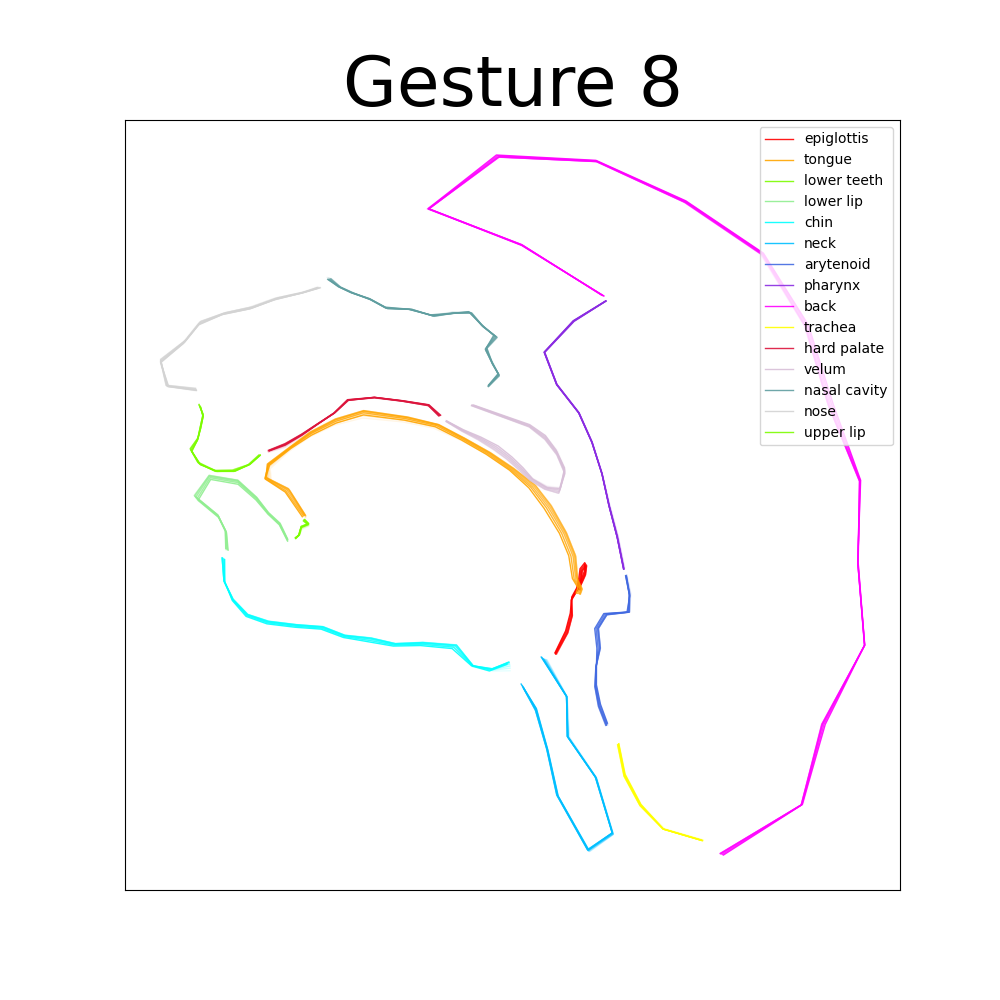 Gesture 8
epiglottis
tongue
lower teeth
lower lip
chin
neck
arytenoid
pharynx
back
trachea
hard palate
velum
nasal cavity
nose
upper lip